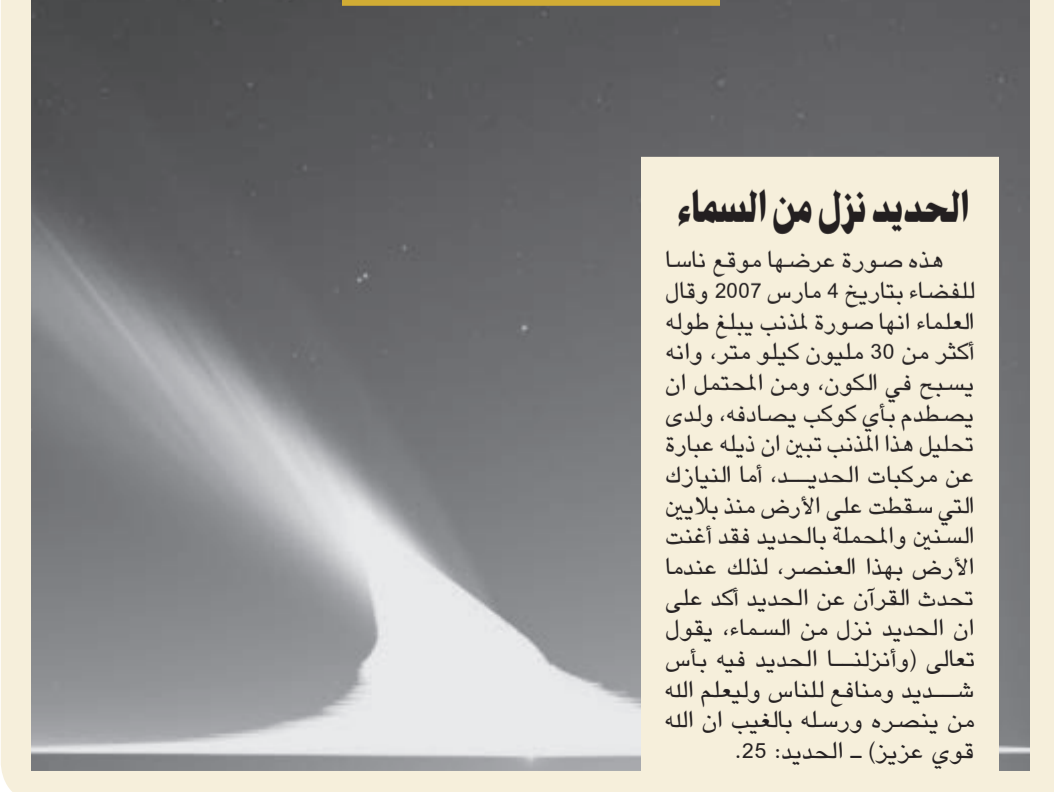 الحديد نزل من السماء
هذه صورة عرضها موقع ناسا
للفضاء بتاريخ 4 مارس 2007 وقال
العلماء انها صورة لمذنب يبلغ طوله
أكثر من 30 مليون كيلو متر، وانه
يسبح في الكون، ومن المحتمل ان
يصطدم بأي كوكب يصادفه، ولدى
تحليل هذا المذنب تبين ان ذيله عبارة
عن مركبات الحديــد، أما النيازك
التي سقطت على الأرض منذ بلايين
السنين والمحملة بالحديد فقد أغنت
الأرض بهذا العنصر، لذلك عندما
تحدث القرآن عن الحديد أكد على
ان الحديد نزل من السماء، يقول
تعالى (وأنزلنــا الحديد فيه بأس
شــديد ومنافع للناس وليعلم الله
من ينصره ورسله بالغيب ان الله
قوي عزيز) ـ الحديد: 25.